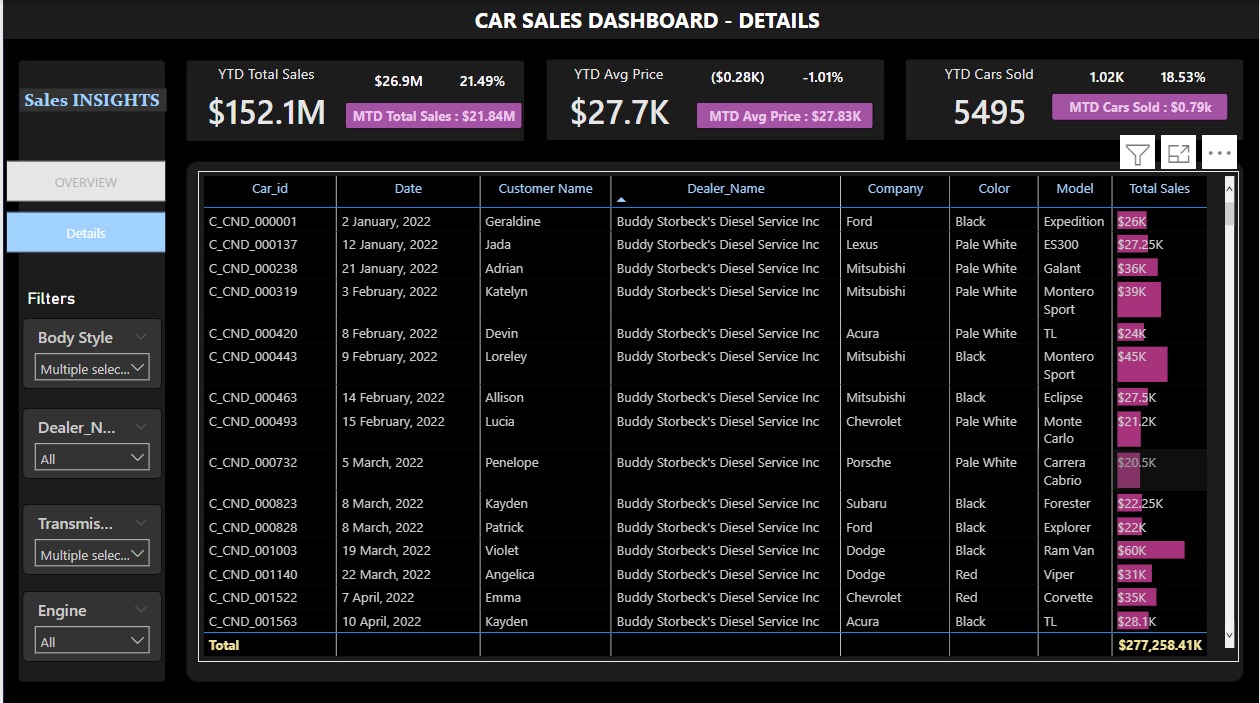 CAR SALES DASHBOARD - DETAILS
Sales INSIGHTS
OVERVIEW
Details
Filters
Body Style
Multiple selec...
Dealer_N...
All
Transmis...
Multiple selec...
Engine
All
YTD Total Sales
$26.9M 21.49%
$152.1M
MTD Total Sales : $21.84M
YTD Avg Price
($0.28K) -1.01%
$27.7K
MTD Avg Price : $27.83K
YTD Cars Sold
1.02K 18.53%
5495
MTD Cars Sold : $0.79k
Car_id Date Customer Name Dealer_Name Company Color Model Total Sales
C_CND_000001 2 January, 2022 Geraldine Buddy Storbeck's Diesel Service Inc Ford Black Expedition $26K
C_CND_000137 12 January, 2022 Jada Buddy Storbeck's Diesel Service Inc Lexus Pale White ES300 $27.25K
C_CND_000238 21 January, 2022 Adrian Buddy Storbeck's Diesel Service Inc Mitsubishi Pale White Galant $36K
C_CND_000319 3 February, 2022 Katelyn Buddy Storbeck's Diesel Service Inc Mitsubishi Pale White Montero $39K
Sport
C_CND_000420 8 February, 2022 Devin Buddy Storbeck's Diesel Service Inc Acura Pale White TL $24K
C_CND_000443 9 February, 2022 Loreley Buddy Storbeck's Diesel Service Inc Mitsubishi Black Montero $45K
Sport
C_CND_000463 14 February, 2022 Allison Buddy Storbeck's Diesel Service Inc Mitsubishi Black Eclipse $27.5K
C_CND_000493 15 February, 2022 Lucia Buddy Storbeck's Diesel Service Inc Chevrolet Pale White Monte $21.2K
Carlo
C_CND_000732 5 March, 2022 Penelope Buddy Storbeck's Diesel Service Inc Porsche Pale White Carrera $20.5K
Cabrio
C_CND_000823 8 March, 2022 Kayden Buddy Storbeck's Diesel Service Inc Subaru Black Forester $22.25K
C_CND_000828 8 March, 2022 Patrick Buddy Storbeck's Diesel Service Inc Ford Black Explorer $22K
C_CND_001003 19 March, 2022 Violet Buddy Storbeck's Diesel Service Inc Dodge Black Ram Van $60K
C_CND_001140 22 March, 2022 Angelica Buddy Storbeck's Diesel Service Inc Dodge Red Viper $31K
C_CND_001522 7 April, 2022 Emma Buddy Storbeck's Diesel Service Inc Chevrolet Red Corvette $35K
C_CND_001563 10 April, 2022 Kayden Buddy Storbeck's Diesel Service Inc Acura Black TL $28.1K
Total $277,258.41K